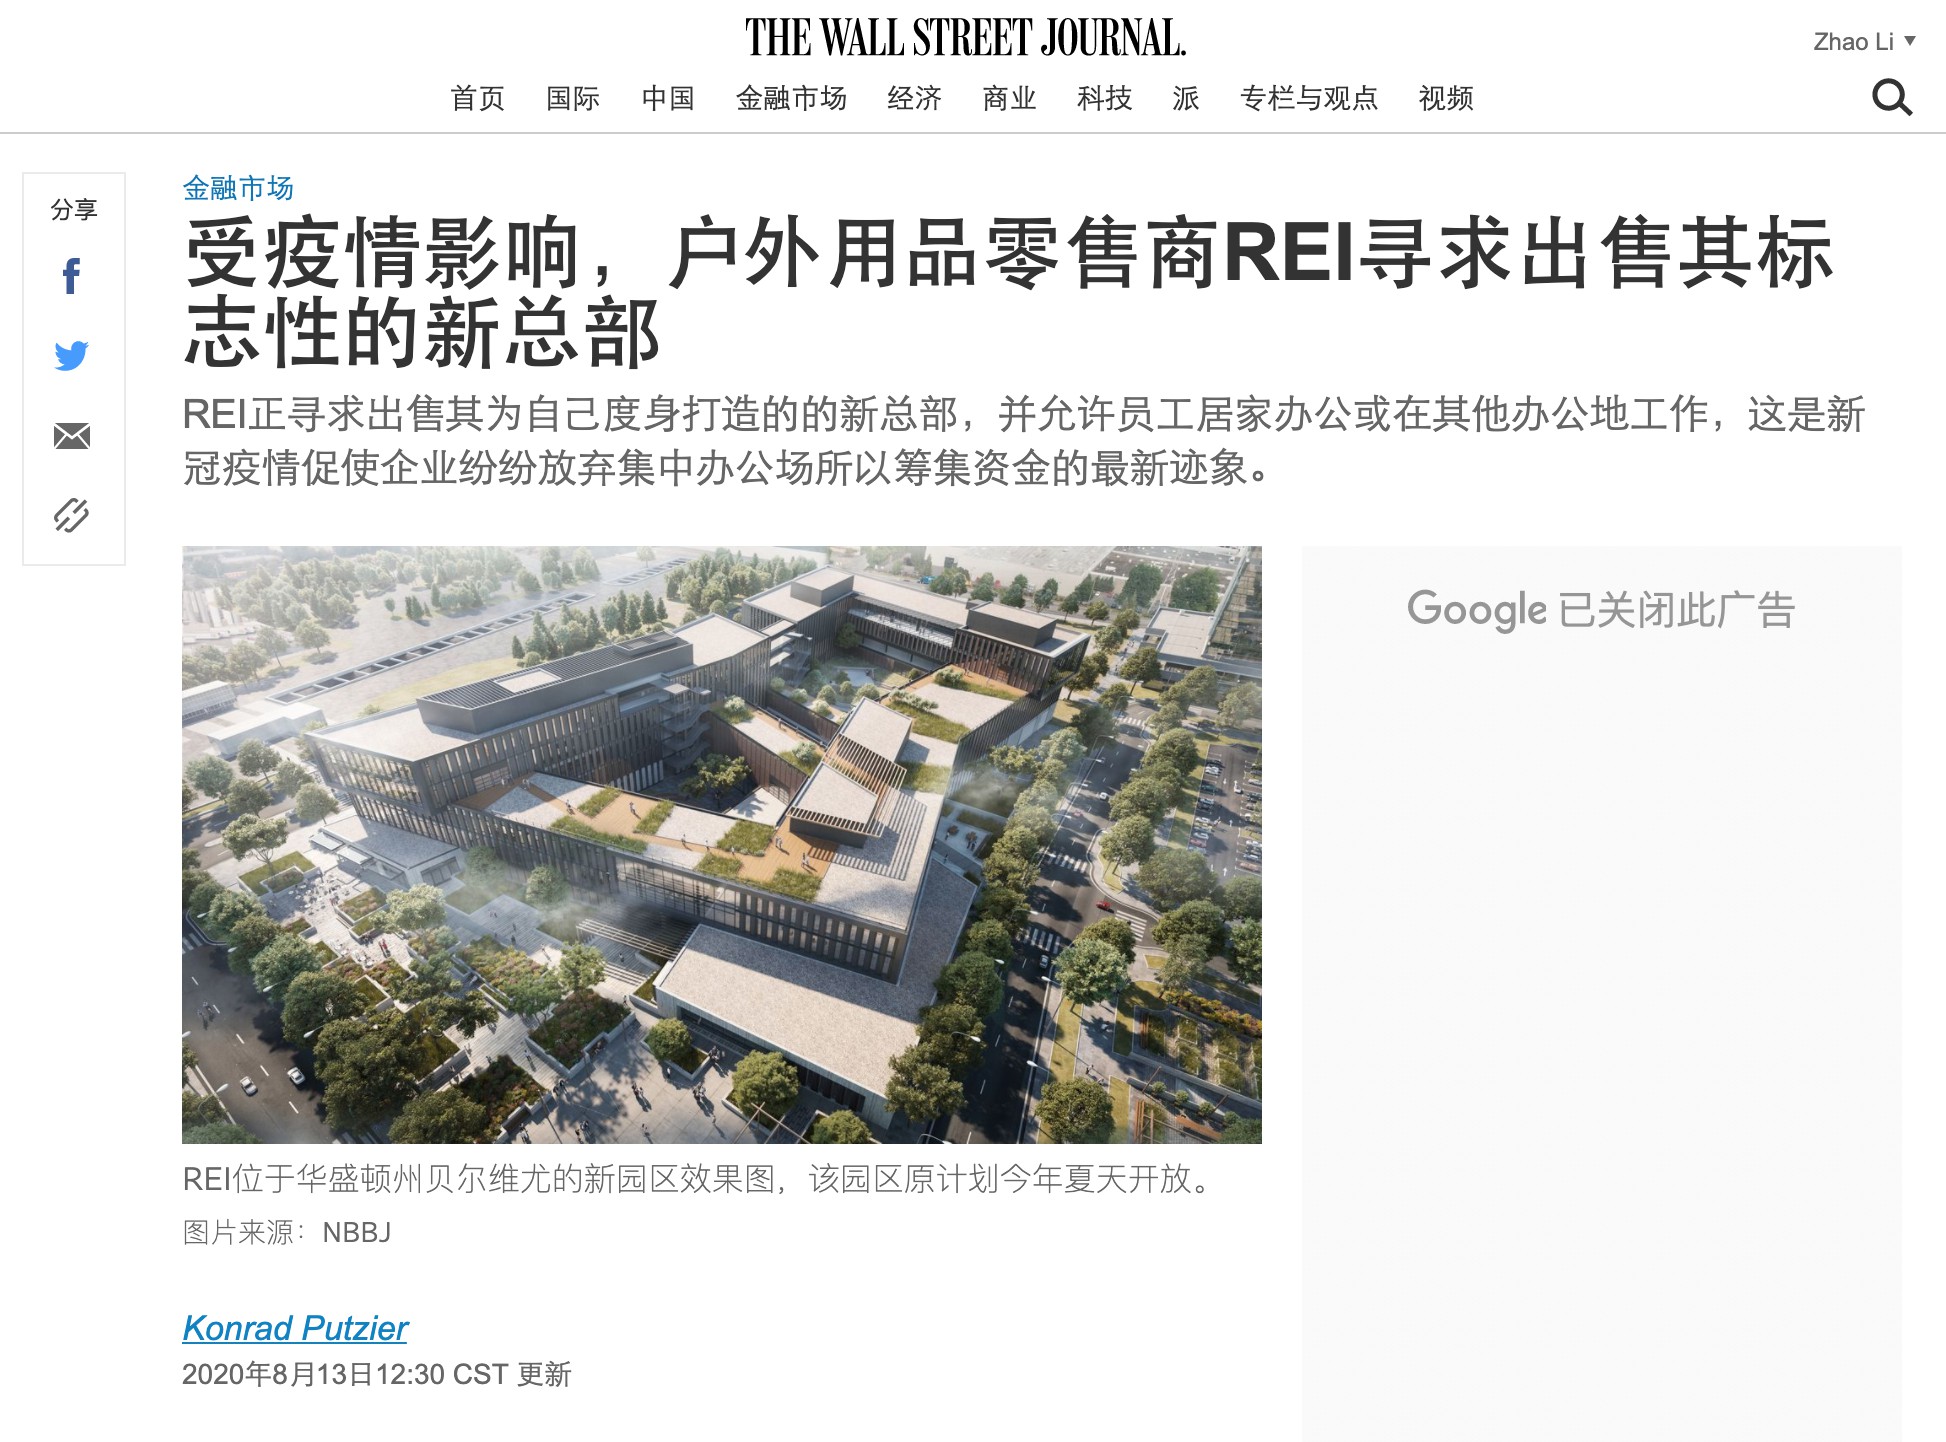 THE WALL STREET JOURNAL.
Zhao Li
首页 国际 中国 金融市场 经济 商业 科技 派 专栏与观点 视频
分享
金融市场
受疫情影响，户外用品零售商REI寻求出售其标
志性的新总部
REI正寻求出售其为自己度身打造的的新总部，并允许员工居家办公或在其他办公地工作，这是新
冠疫情促使企业纷纷放弃集中办公场所以筹集资金的最新迹象。
Google 已关闭此广告
REI位于华盛顿州贝尔维尤的新园区效果图，该园区原计划今年夏天开放。
图片来源：NBBJ
Konrad Putzier
2020年8月13日12:30 CST 更新